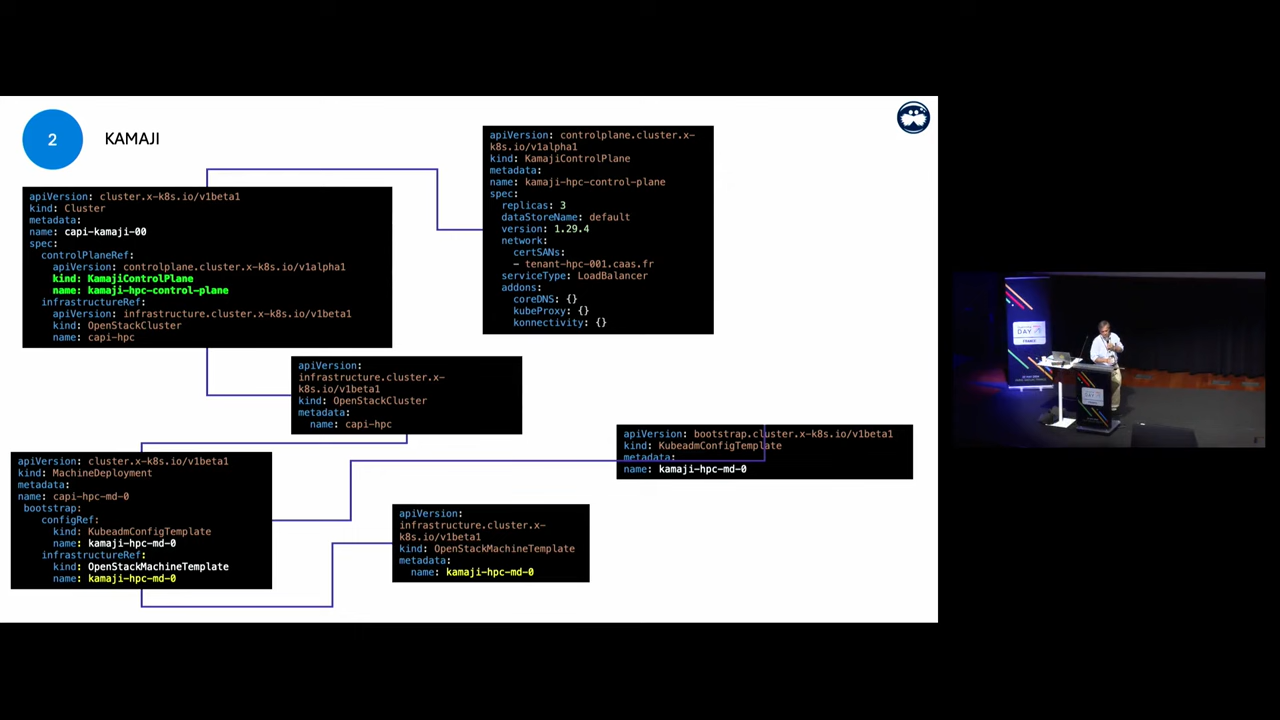 2
KAMAJI
apiVersion: cluster.x-k8s.io/v1beta1
kind: Cluster
metadata:
name: capi-kamaji-00
spec:
controlPlaneRef:
apiVersion: controlplane.cluster.x-k8s.io/v1alpha1
kind: KamajiControlPlane
name: kamaji-hpc-control-plane
infrastructureRef:
apiVersion: infrastructure.cluster.x-k8s.io/v1beta1
kind: OpenStackCluster
name: capi-hpc
apiVersion: controlplane.cluster.x-
k8s.io/v1alpha1
kind: KamajiControlPlane
metadata:
name: kamaji-hpc-control-plane
spec:
replicas: 3
dataStoreName: default
version: 1.29.4
network:
certSANs:
- tenant-hpc-001.caas.fr
serviceType: LoadBalancer
addons:
coreDNS: {}
kubeProxy: {}
konnectivity: {}
apiVersion:
infrastructure.cluster.x-
k8s.io/v1beta1
kind: OpenStackCluster
metadata:
name: capi-hpc
apiVersion: cluster.x-k8s.io/v1beta1
kind: MachineDeployment
metadata:
name: capi-hpc-md-0
bootstrap:
configRef:
kind: KubeadmConfigTemplate
name: kamaji-hpc-md-0
infrastructureRef:
kind: OpenStackMachineTemplate
name: kamaji-hpc-md-0
apiVersion:
infrastructure.cluster.x-
k8s.io/v1beta1
kind: OpenStackMachineTemplate
metadata:
name: kamaji-hpc-md-0
apiVersion: bootstrap.cluster.x-k8s.io/v1beta1
kind: KubeadmConfigTemplate
metadata:
name: kamaji-hpc-md-0
DAY
FRANCE
DAY